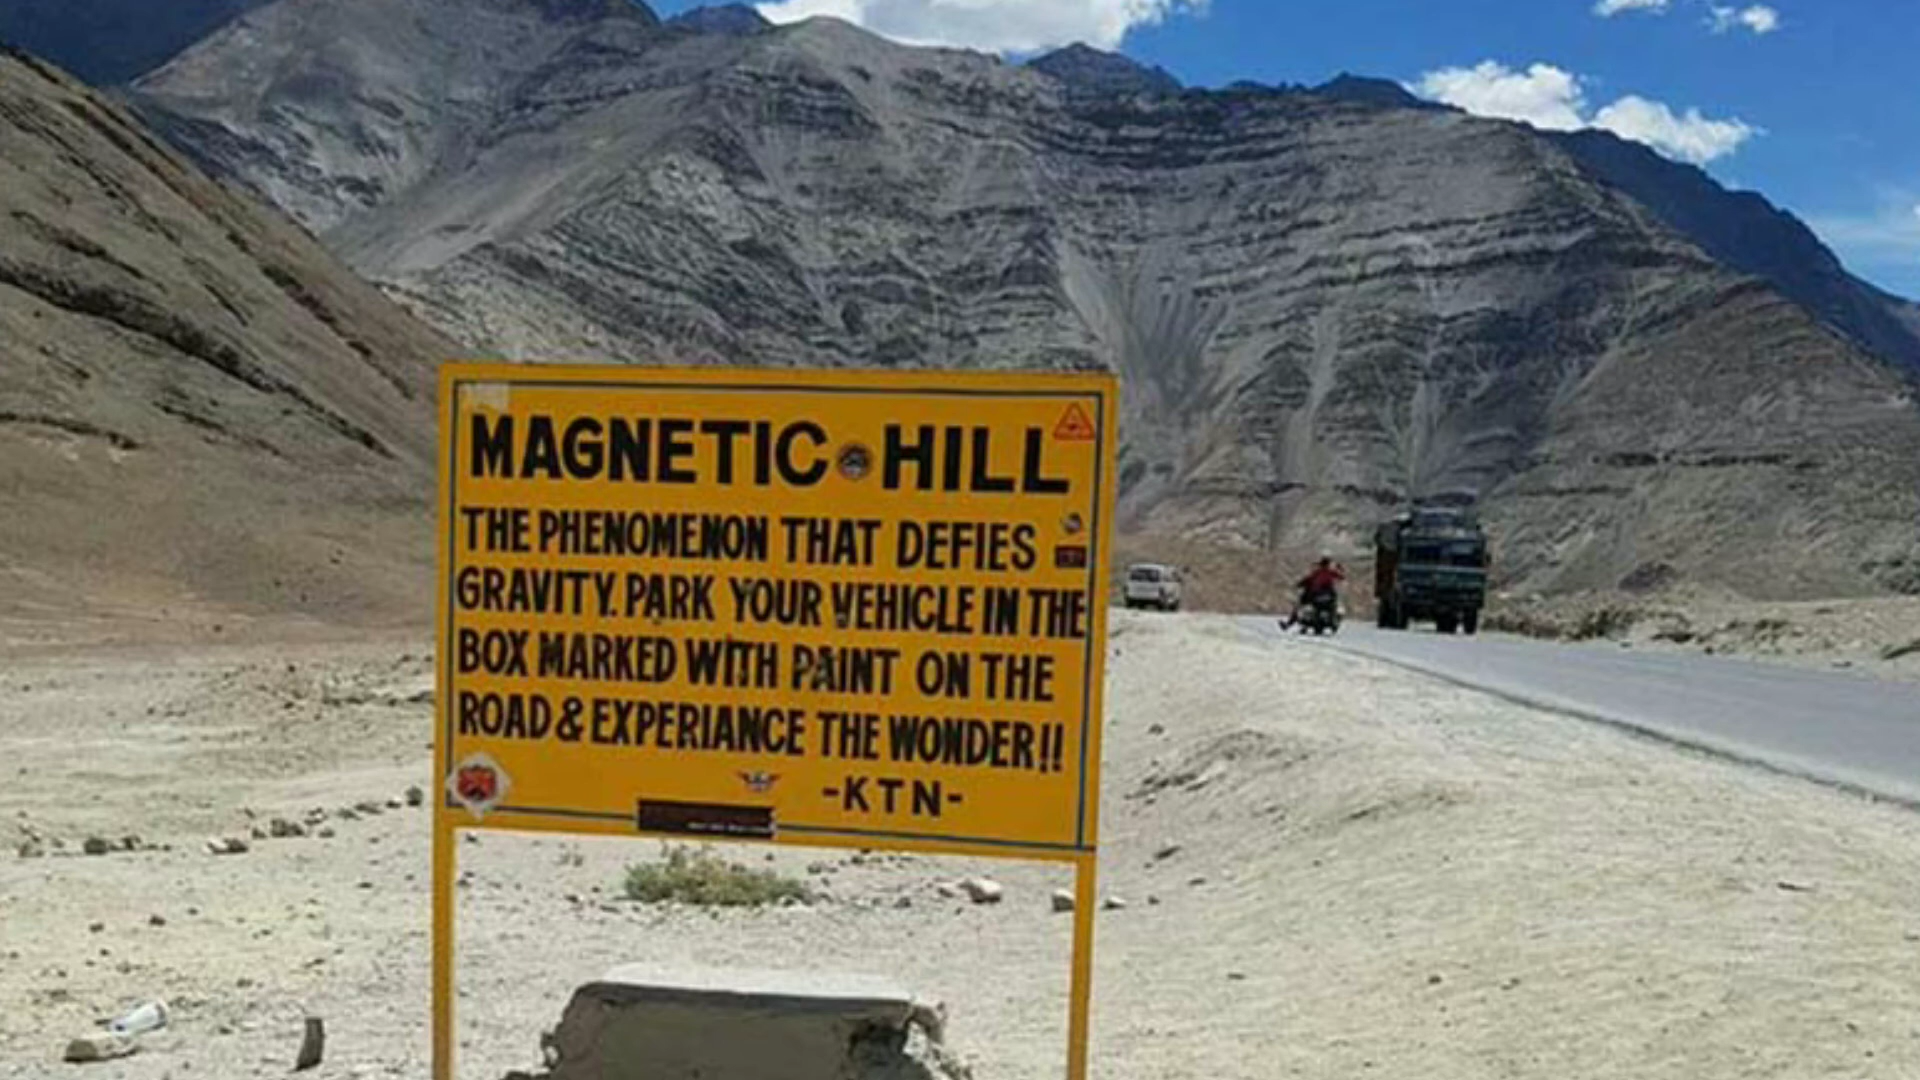 MAGNETIC HILL
THE PHENOMENON THAT DEFIES
GRAVITY. PARK YOUR VEHICLE IN THE
BOX MARKED WITH PAINT ON THE
ROAD & EXPERIANCE THE WONDER!!
-KTN-